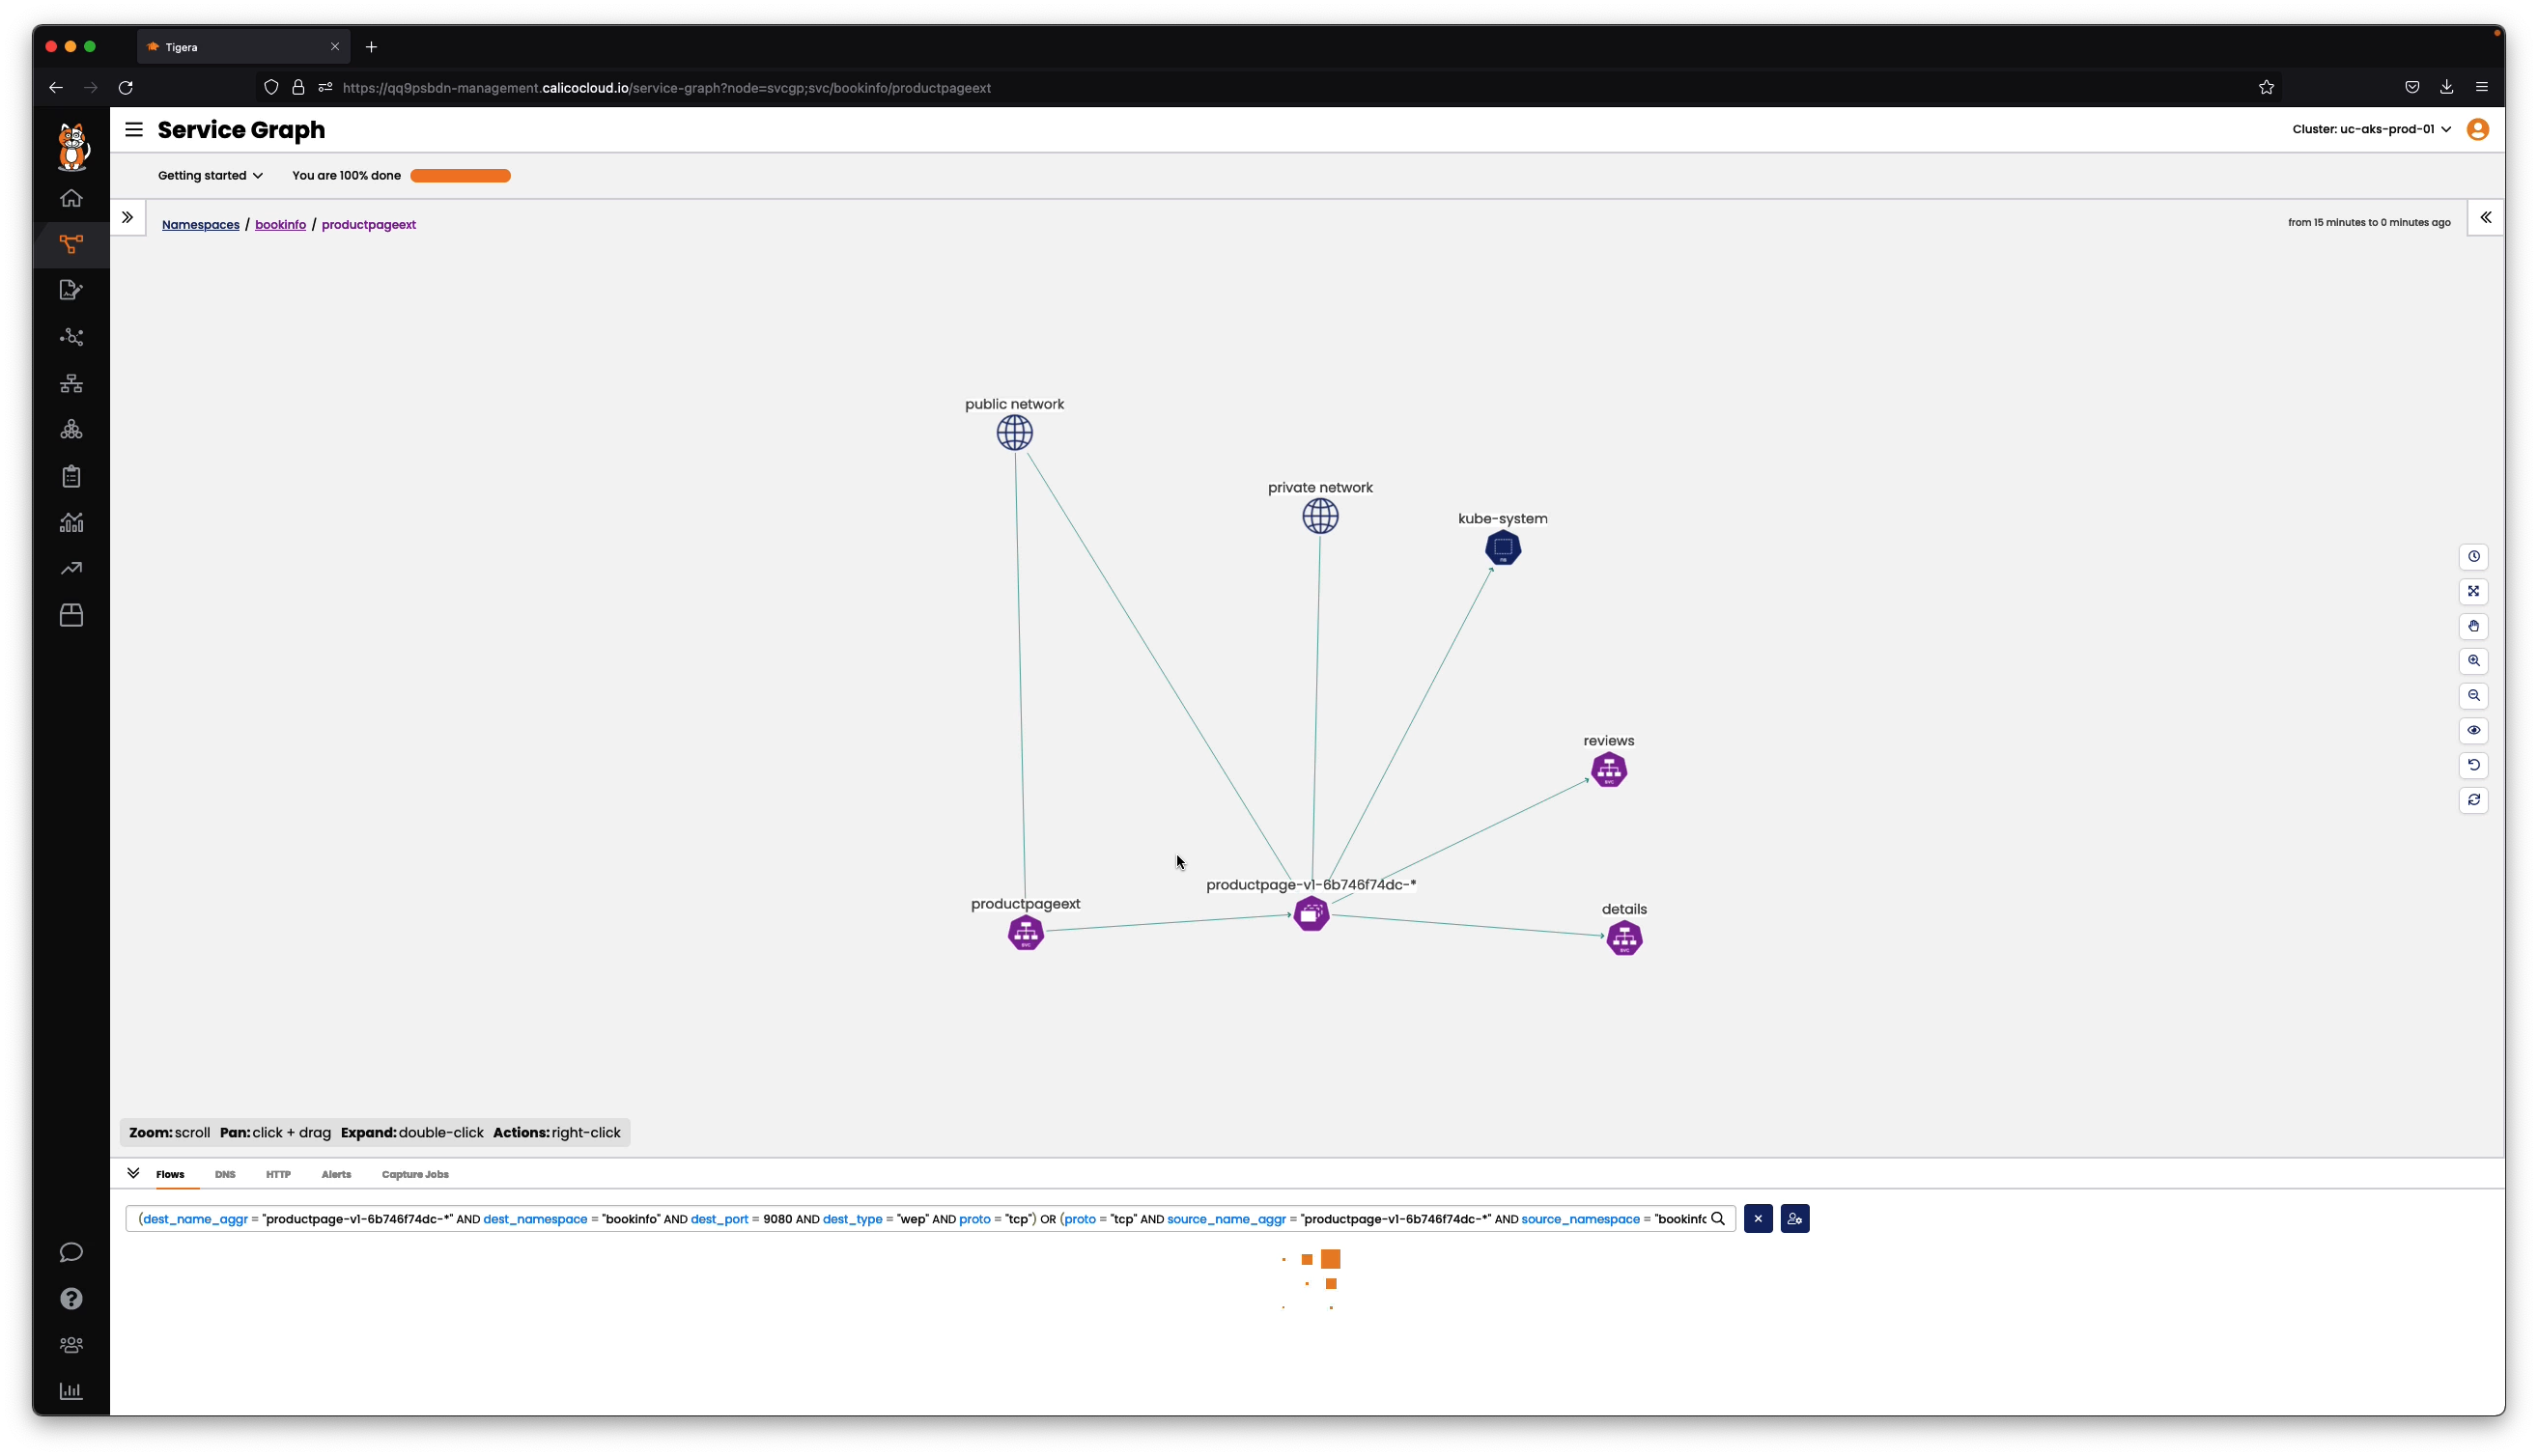 Tigera
https://qq9psbdn-management.calicocloud.io/service-graph?node=svcgp;svc/bookinfo/productpageext
Service Graph
Cluster: uc-aks-prod-01
Getting started
You are 100% done
Namespaces / bookinfo / productpageext
from 15 minutes to 0 minutes ago
public network
private network
kube-system
reviews
productpage-v1-6b746f74dc-*
productpageext
details
Zoom: scroll Pan: click + drag Expand: double-click Actions: right-click
Flows DNS HTTP Alerts Capture Jobs
(dest_name_aggr = "productpage-v1-6b746f74dc-*" AND dest_namespace = "bookinfo" AND dest_port = 9080 AND dest_type = "wep" AND proto = "tcp") OR (proto = "tcp" AND source_name_aggr = "productpage-v1-6b746f74dc-*" AND source_namespace = "bookinfo